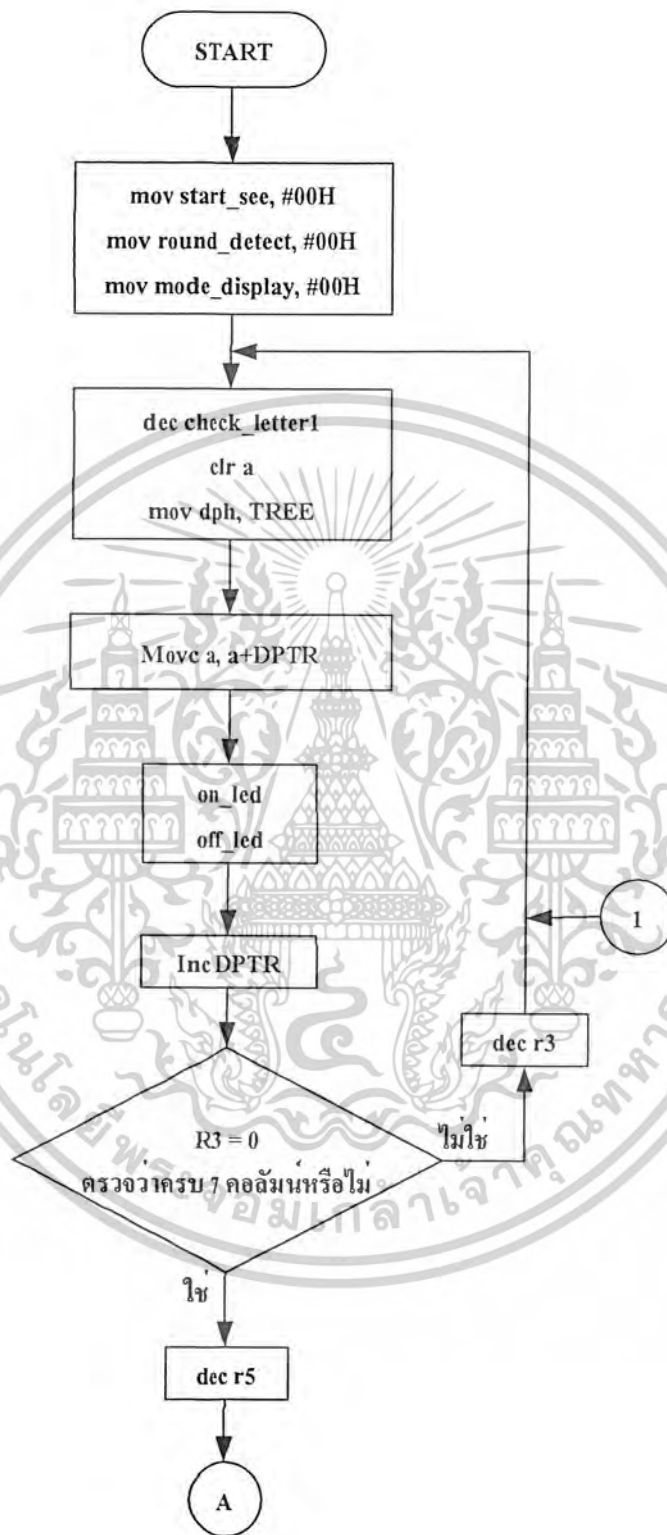 START
mov start_see, #00H
mov round_detect, #00H
mov mode_display, #00H
dec check_letter1
clr a
mov dph, TREE
Movc a, a+DPTR
on_led
off_led
1
Inc DPTR
dec r3
R3 = 0
ไม่ใช่
ตรวจว่าครบ 7 คอลัมน์หรือไม่
ใช่
dec r5
A